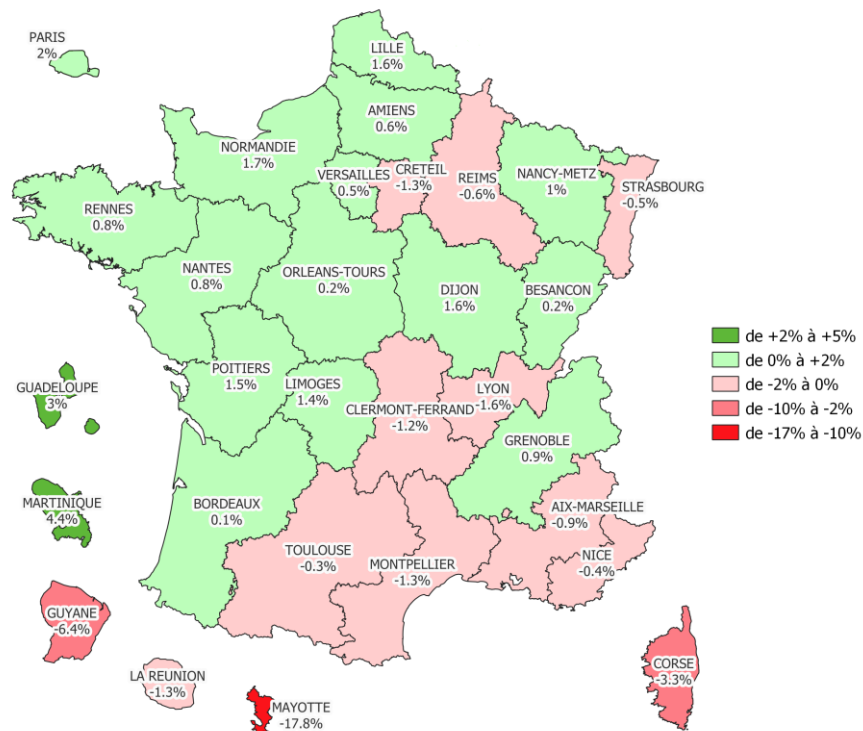 PARIS
2%
LILLE
1.6%
AMIENS
0.6%
NORMANDIE
1.7%
VERSAILLES
0.5%
CRETEIL
-1.3%
REIMS
-0.6%
NANCY-METZ
1%
STRASBOURG
-0.5%
RENNES
0.8%
NANTES
0.8%
ORLEANS-TOURS
0.2%
DIJON
1.6%
BESANCON
0.2%
de +2% à +5%
de 0% à +2%
de -2% à 0%
de -10% à -2%
de -17% à -10%
POITIERS
1.5%
LIMOGES
1.4%
CLERMONT-FERRAND
-1.2%
LYON
-1.6%
GRENOBLE
0.9%
GUADELOUPE
3%
MARTINIQUE
4.4%
BORDEAUX
0.1%
TOULOUSE
-0.3%
MONTPELLIER
-1.3%
AIX-MARSEILLE
-0.9%
NICE
-0.4%
GUYANE
-6.4%
LA REUNION
-1.3%
MAYOTTE
-17.8%
CORSE
-3.3%